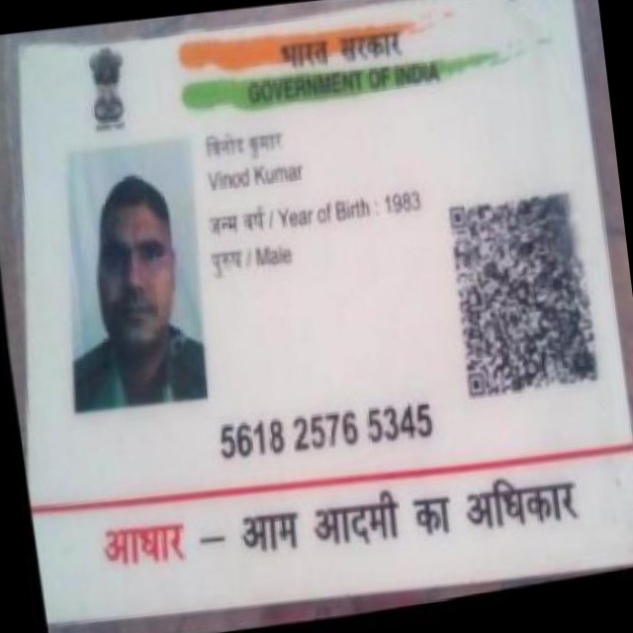 भारत सरकार
GOVERNMENT OF INDIA
बिनोद कुमार
Vinod Kumar
जन्म वर्ष / Year of Birth : 1983
पुरुष / Male
5618 2576 5345
आधार – आम आदमी का अधिकार